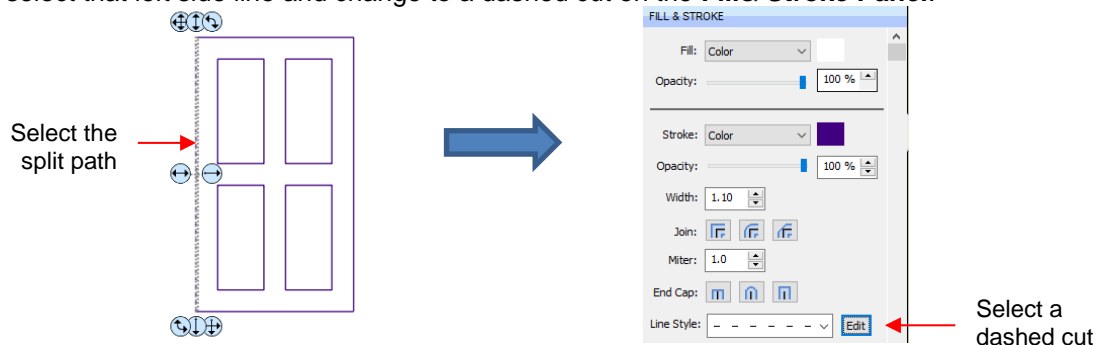 select that left side line and change to a dashed cut on the Fill& Stroke Panel:
FILL & STROKE
Fill: Color
Opacity: 100 %
Select the
split path
Stroke: Color
Opacity: 100 %
Width: 1.10
Join:
Miter: 1.0
End Cap:
Line Style: Edit
Select a
dashed cut